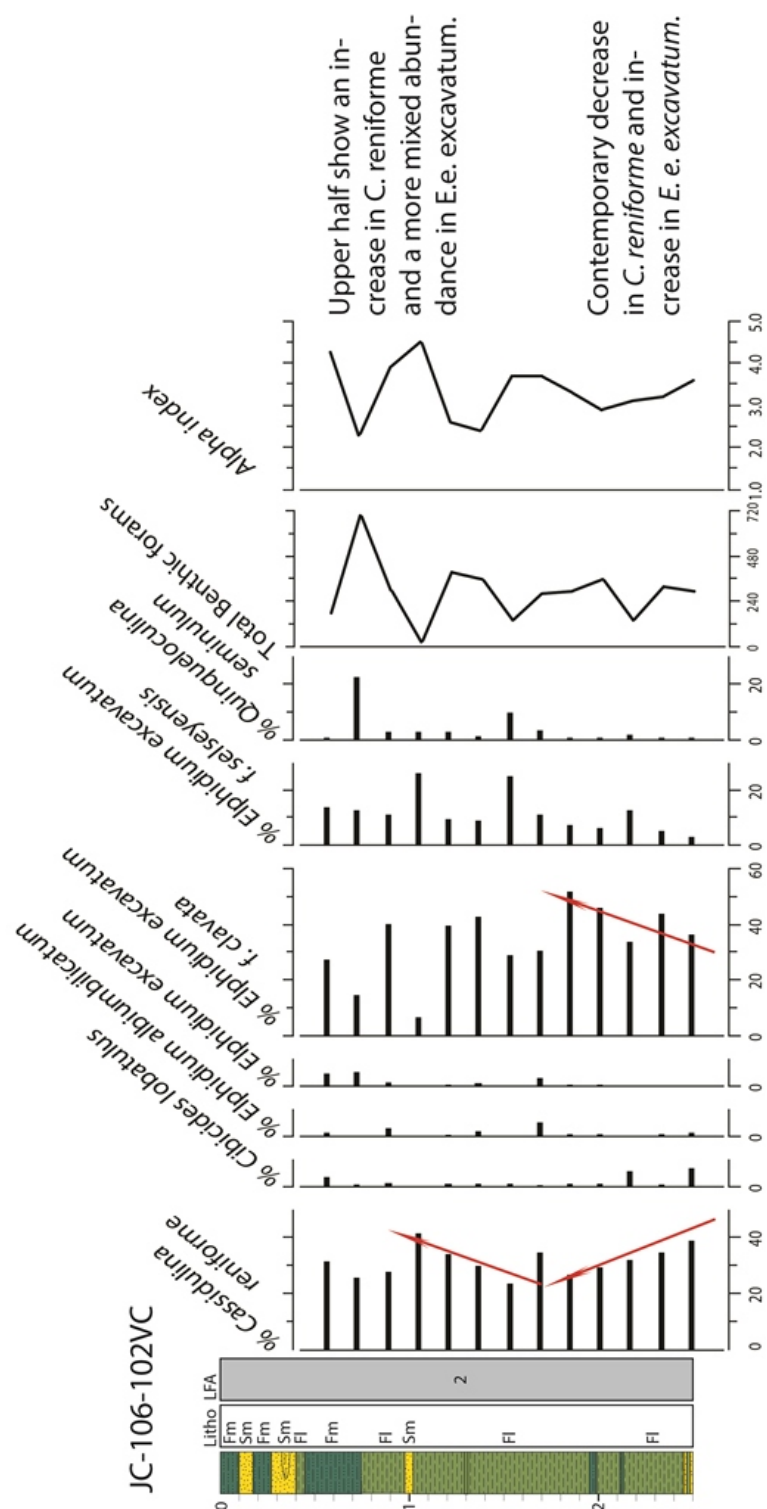 JC-106-102VC
Litho
LFA
Fm
Sm
Fm
Sm
Fl
Fm
Fl
Sm
Fl
Fl
2
0
1
2
% Cassidulina
reniforme
0
20
40
% Cibicides lobatulus
0
% Elphidium albiumbilicatum
0
% Elphidium excavatum
0
% Elphidium excavatum
f. clavata
0
20
40
60
% Elphidium excavatum
f.selseyensis
0
20
% Quinqueloculina
seminulum
0
20
Total Benthic forams
0
240
480
720
Alpha index
1.0
2.0
3.0
4.0
5.0
Upper half show an in-
crease in C. reniforme
and a more mixed abun-
dance in E.e. excavatum.
Contemporary decrease
in C. reniforme and in-
crease in E. e. excavatum.